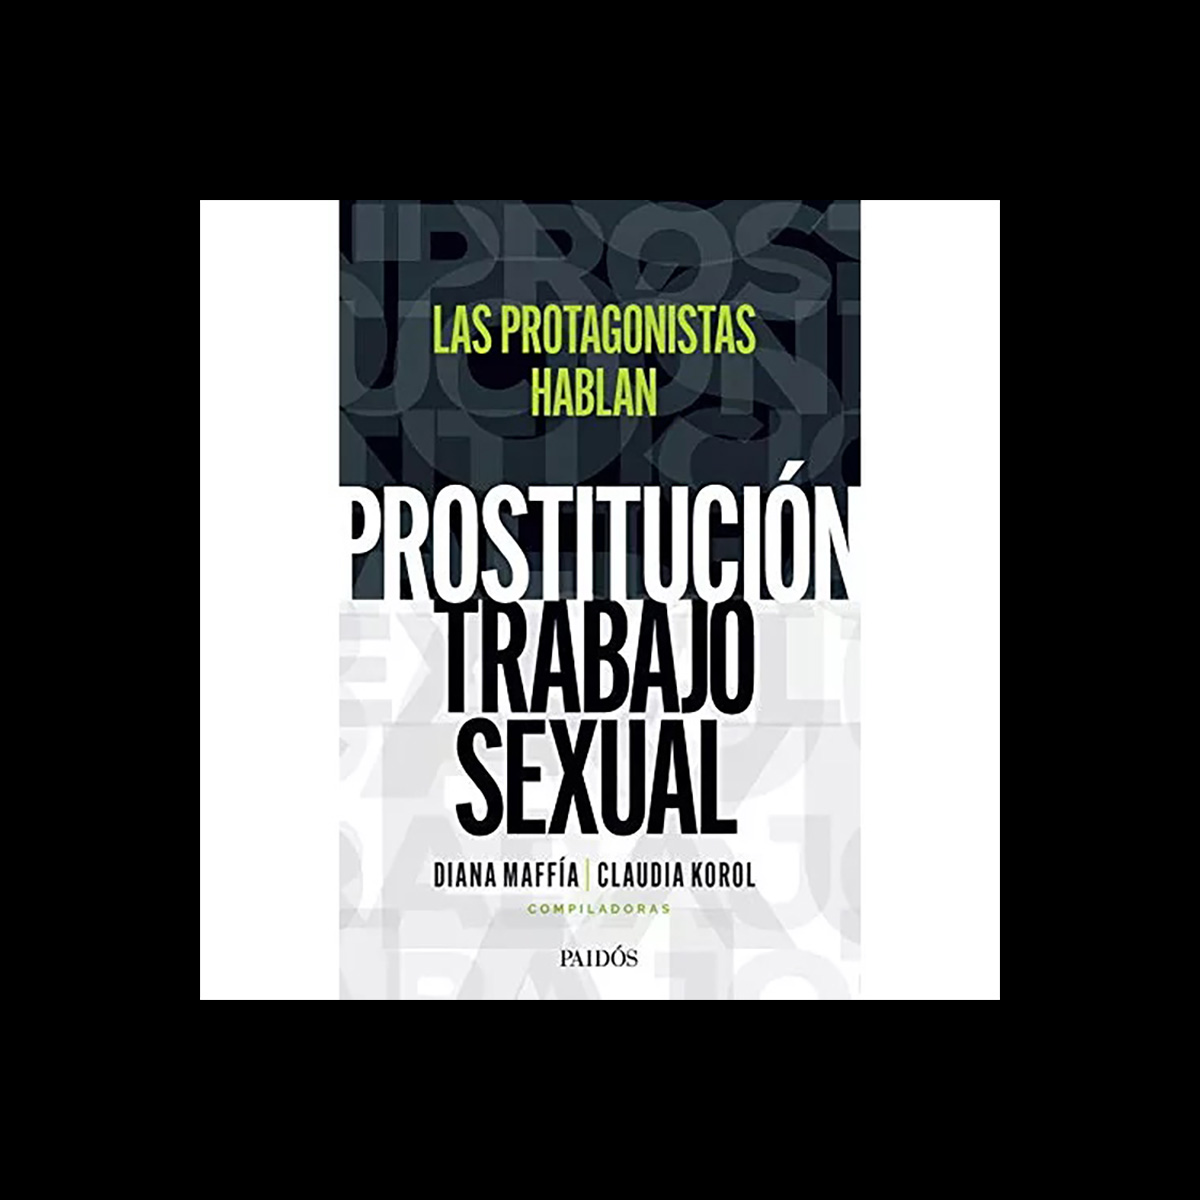 LAS PROTAGONISTAS
HABLAN
PROSTITUCIÓN
TRABAJO
SEXUAL
DIANA MAFFÍA | CLAUDIA KOROL
COMPILADORAS
PAIDÓS